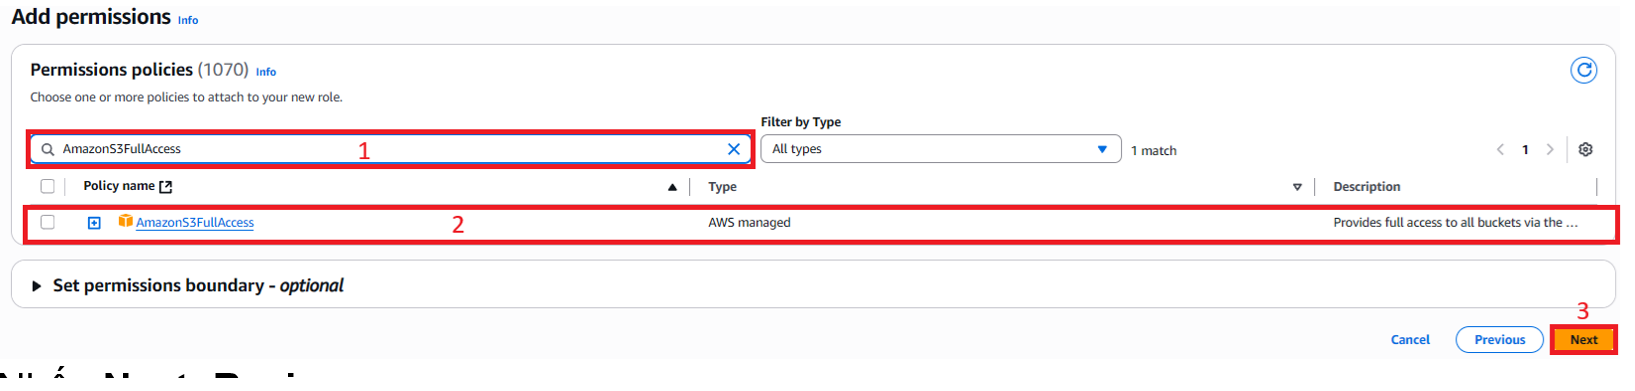 Add permissions Info
Permissions policies (1070) Info
Choose one or more policies to attach to your new role.
Filter by Type
AmazonS3FullAccess 1 All types 1 match 1
Policy name Type Description
AmazonS3FullAccess 2 AWS managed Provides full access to all buckets via the ...
Set permissions boundary - optional
3
Cancel Previous Next